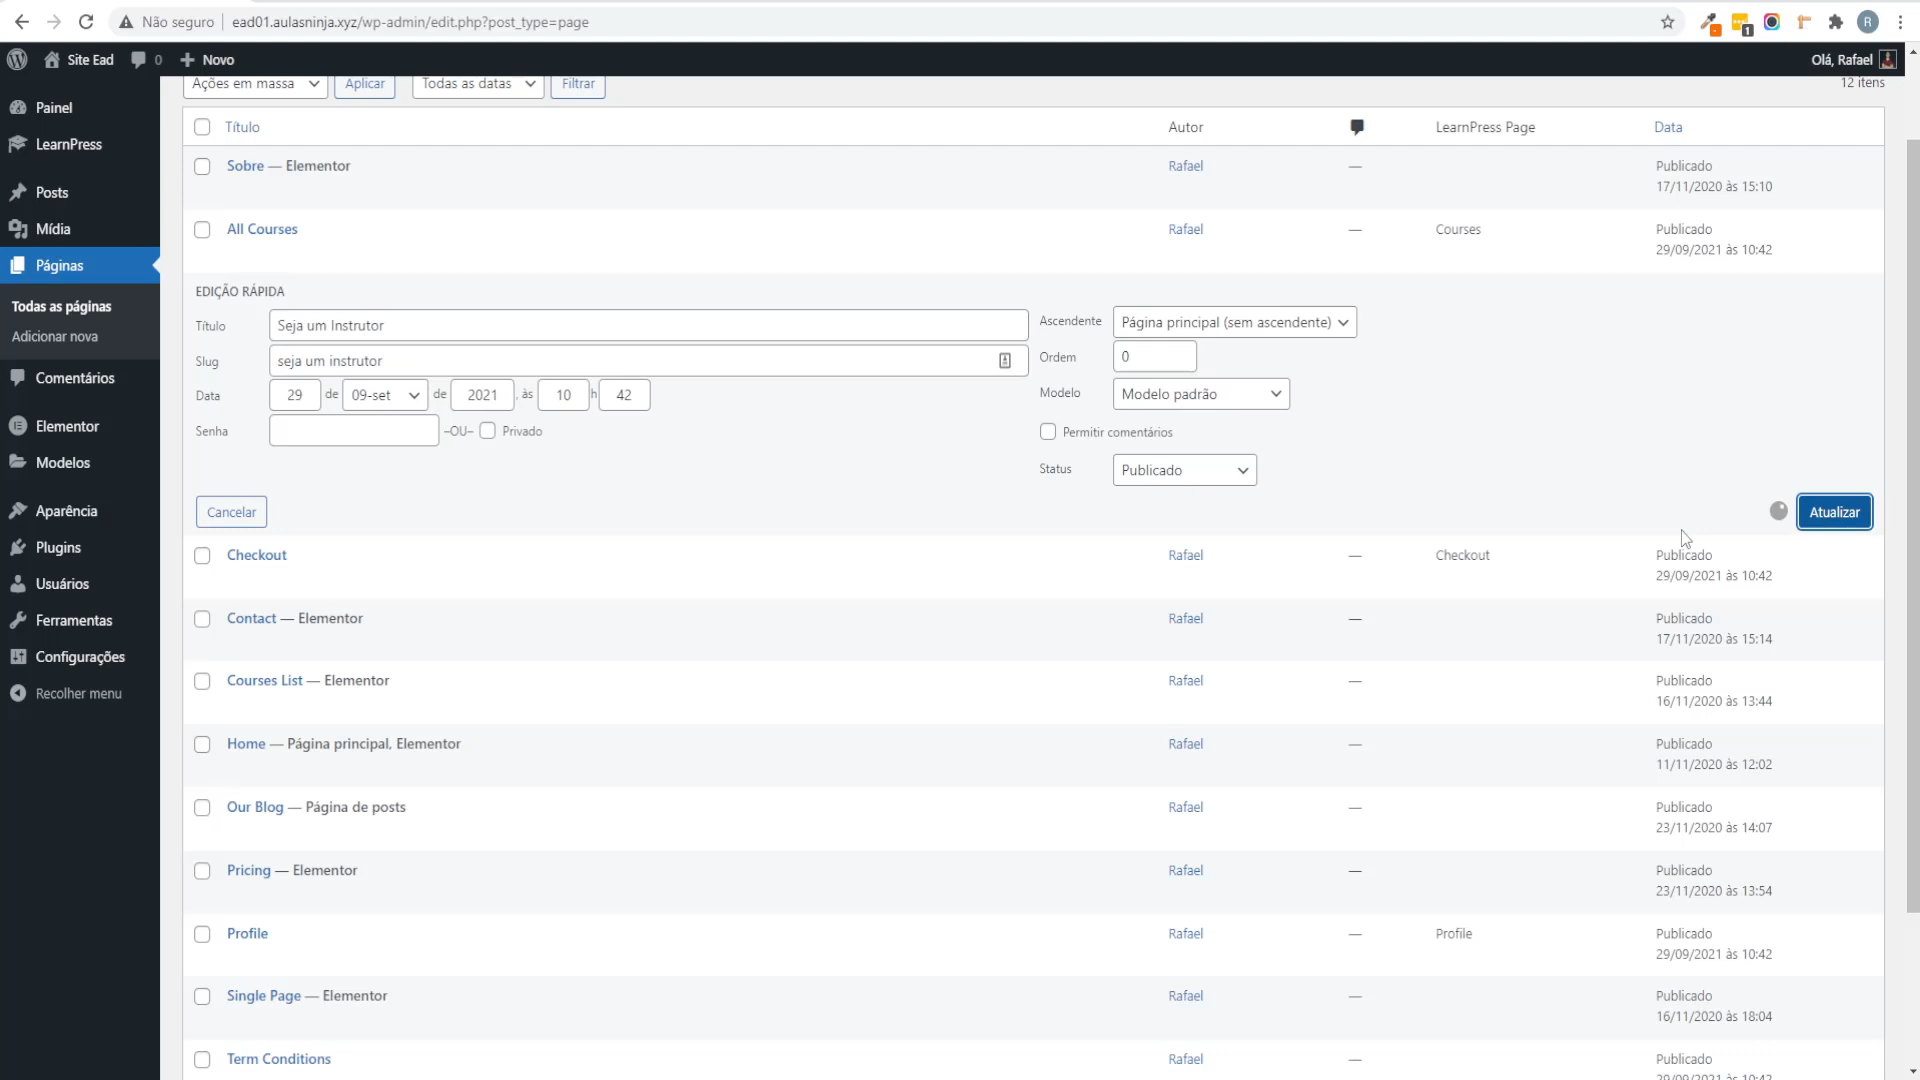 Não seguro
ead01.aulasninja.xyz/wp-admin/edit.php?post_type=page
1
R
Site Ead
0
Novo
Olá, Rafael
Ações em massa
Aplicar
Todas as datas
Filtrar
12 itens
Painel
LearnPress
Posts
Mídia
Páginas
Todas as páginas
Adicionar nova
Comentários
Elementor
Modelos
Aparência
Plugins
Usuários
Ferramentas
Configurações
Recolher menu
Título Autor LearnPress Page Data
Sobre — Elementor Rafael — Publicado
17/11/2020 às 15:10
All Courses Rafael — Courses Publicado
29/09/2021 às 10:42
EDIÇÃO RÁPIDA
Título Seja um Instrutor
Slug seja um instrutor
Data 29 de 09-set de 2021 , às 10 h 42
Senha –OU– Privado
Ascendente Página principal (sem ascendente)
Ordem 0
Modelo Modelo padrão
Permitir comentários
Status Publicado
Cancelar
Atualizar
Checkout Rafael — Checkout Publicado
29/09/2021 às 10:42
Contact — Elementor Rafael — Publicado
17/11/2020 às 15:14
Courses List — Elementor Rafael — Publicado
16/11/2020 às 13:44
Home — Página principal, Elementor Rafael — Publicado
11/11/2020 às 12:02
Our Blog — Página de posts Rafael — Publicado
23/11/2020 às 14:07
Pricing — Elementor Rafael — Publicado
23/11/2020 às 13:54
Profile Rafael — Profile Publicado
29/09/2021 às 10:42
Single Page — Elementor Rafael — Publicado
16/11/2020 às 18:04
Term Conditions Rafael — Publicado
29/09/2021 às 10:42